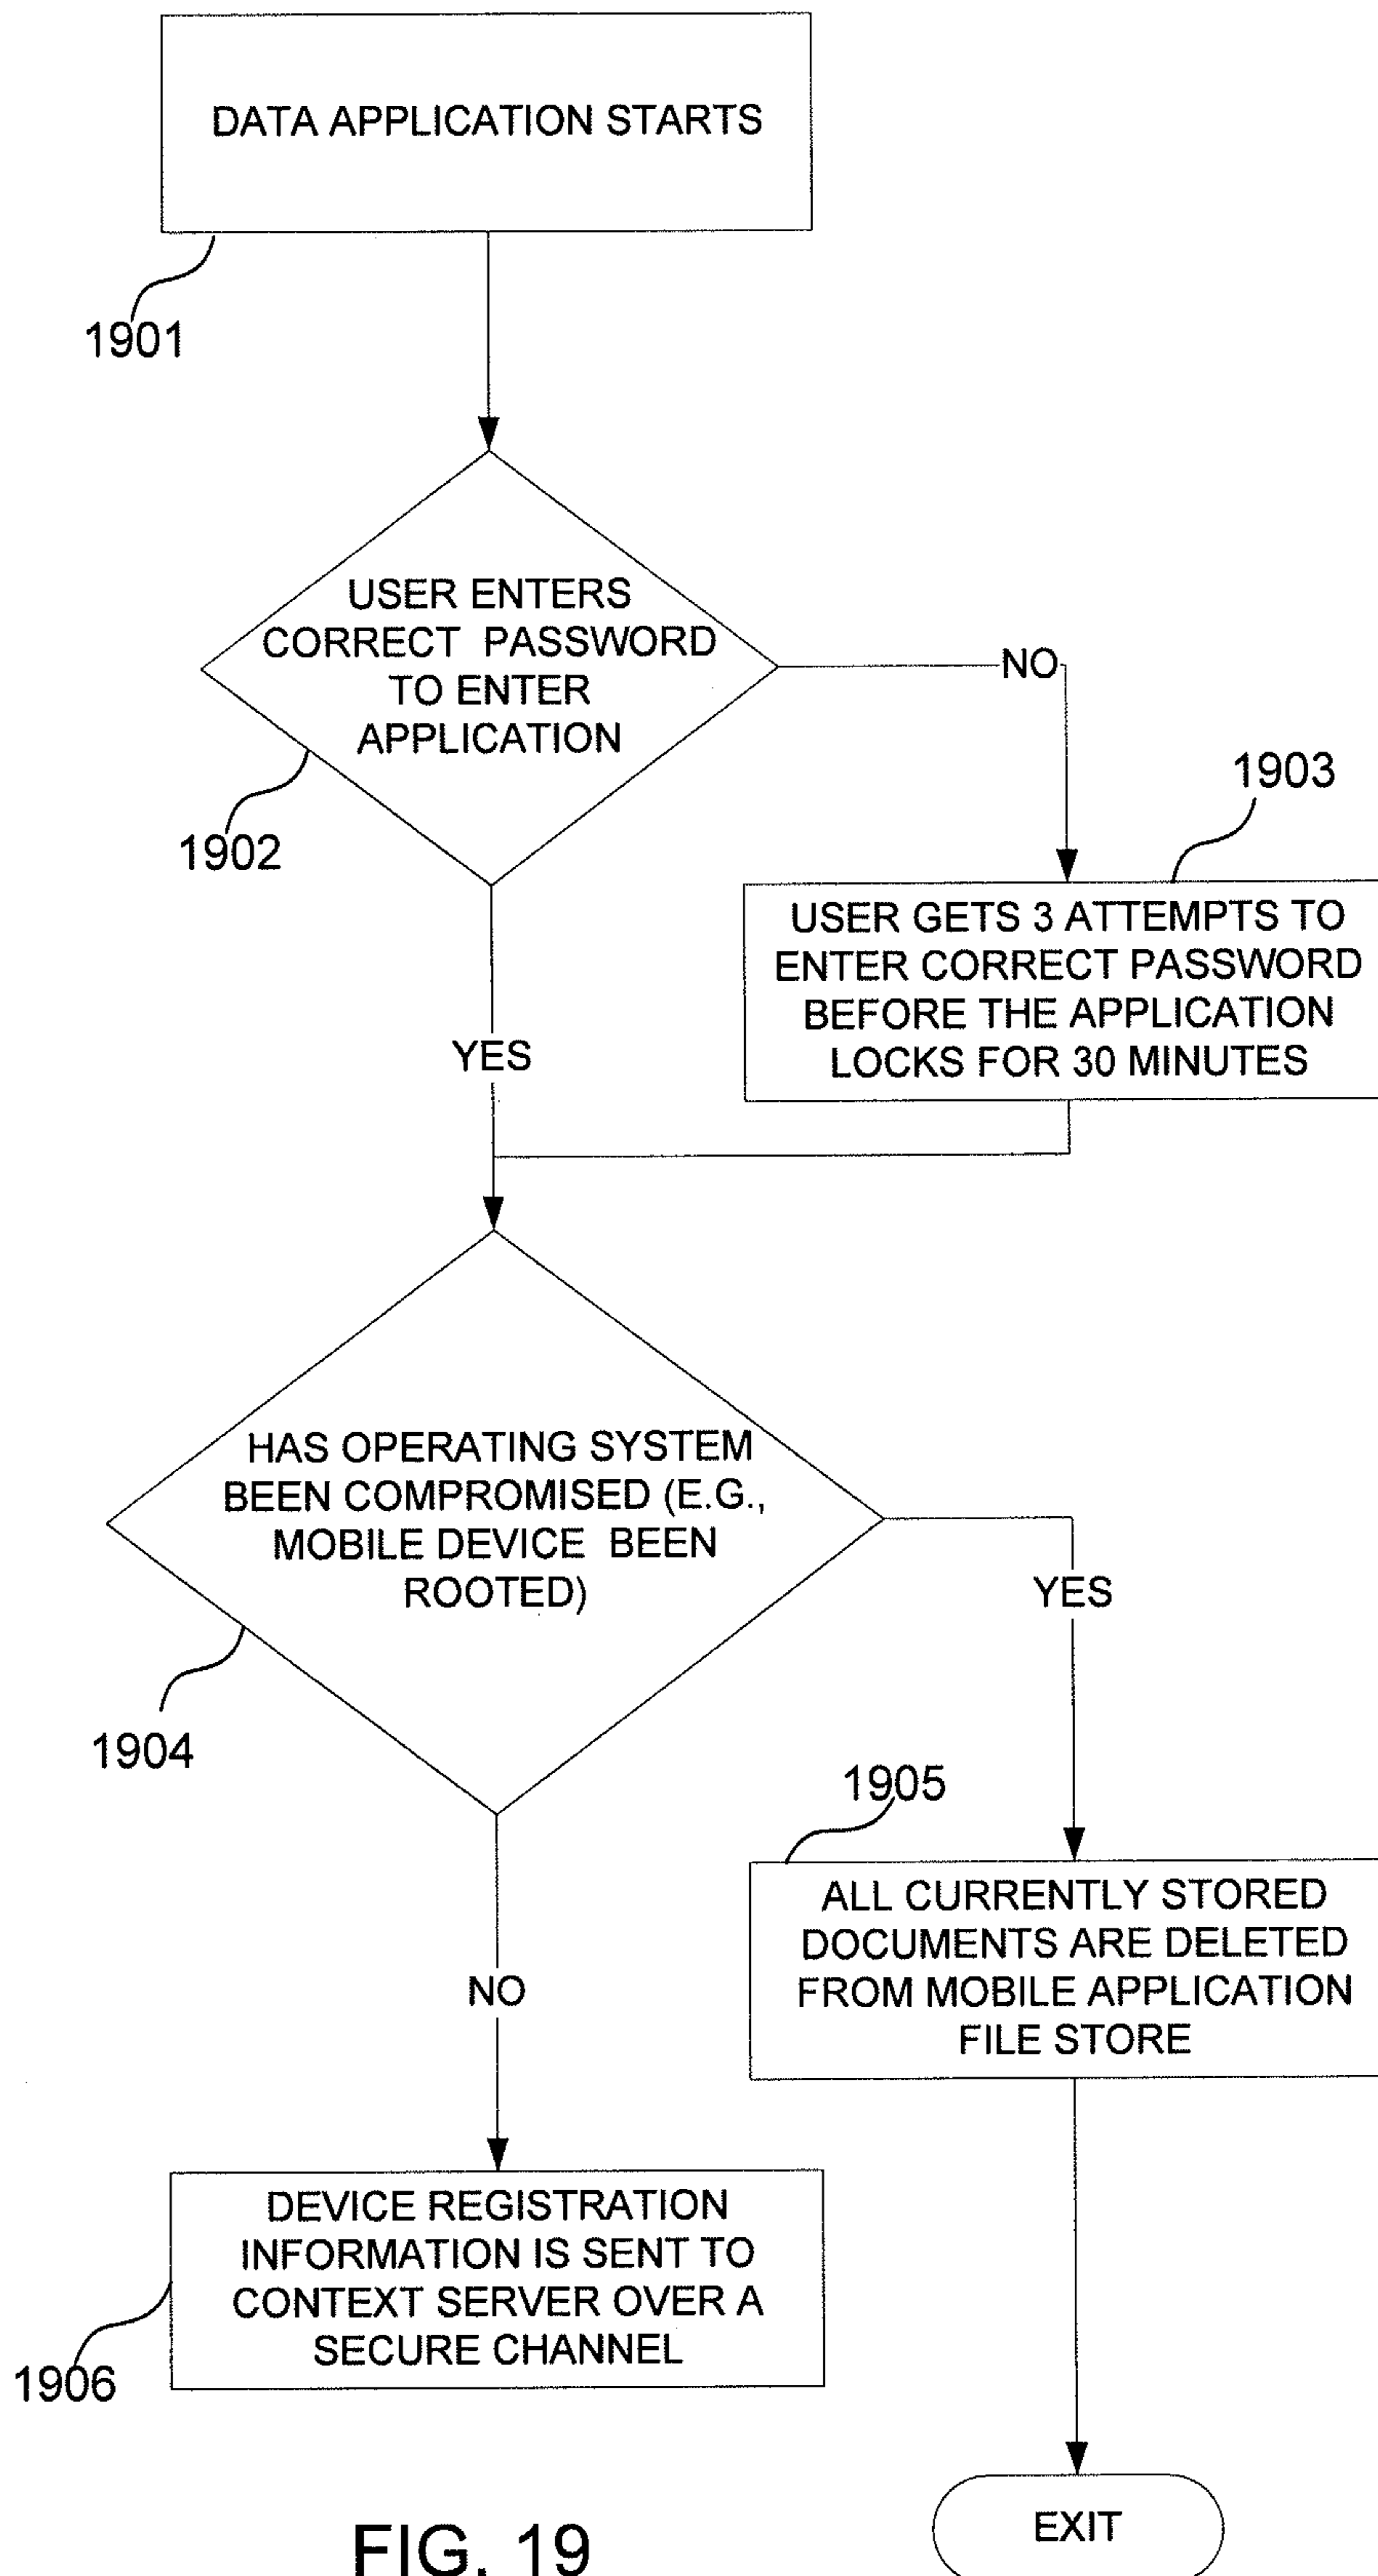 DATA APPLICATION STARTS
1901
USER ENTERS
CORRECT PASSWORD
TO ENTER
APPLICATION
1902
NO
1903
USER GETS 3 ATTEMPTS TO
ENTER CORRECT PASSWORD
BEFORE THE APPLICATION
LOCKS FOR 30 MINUTES
YES
HAS OPERATING SYSTEM
BEEN COMPROMISED (E.G.,
MOBILE DEVICE BEEN
ROOTED)
1904
YES
1905
ALL CURRENTLY STORED
DOCUMENTS ARE DELETED
FROM MOBILE APPLICATION
FILE STORE
NO
DEVICE REGISTRATION
INFORMATION IS SENT TO
CONTEXT SERVER OVER A
SECURE CHANNEL
1906
EXIT
FIG. 19